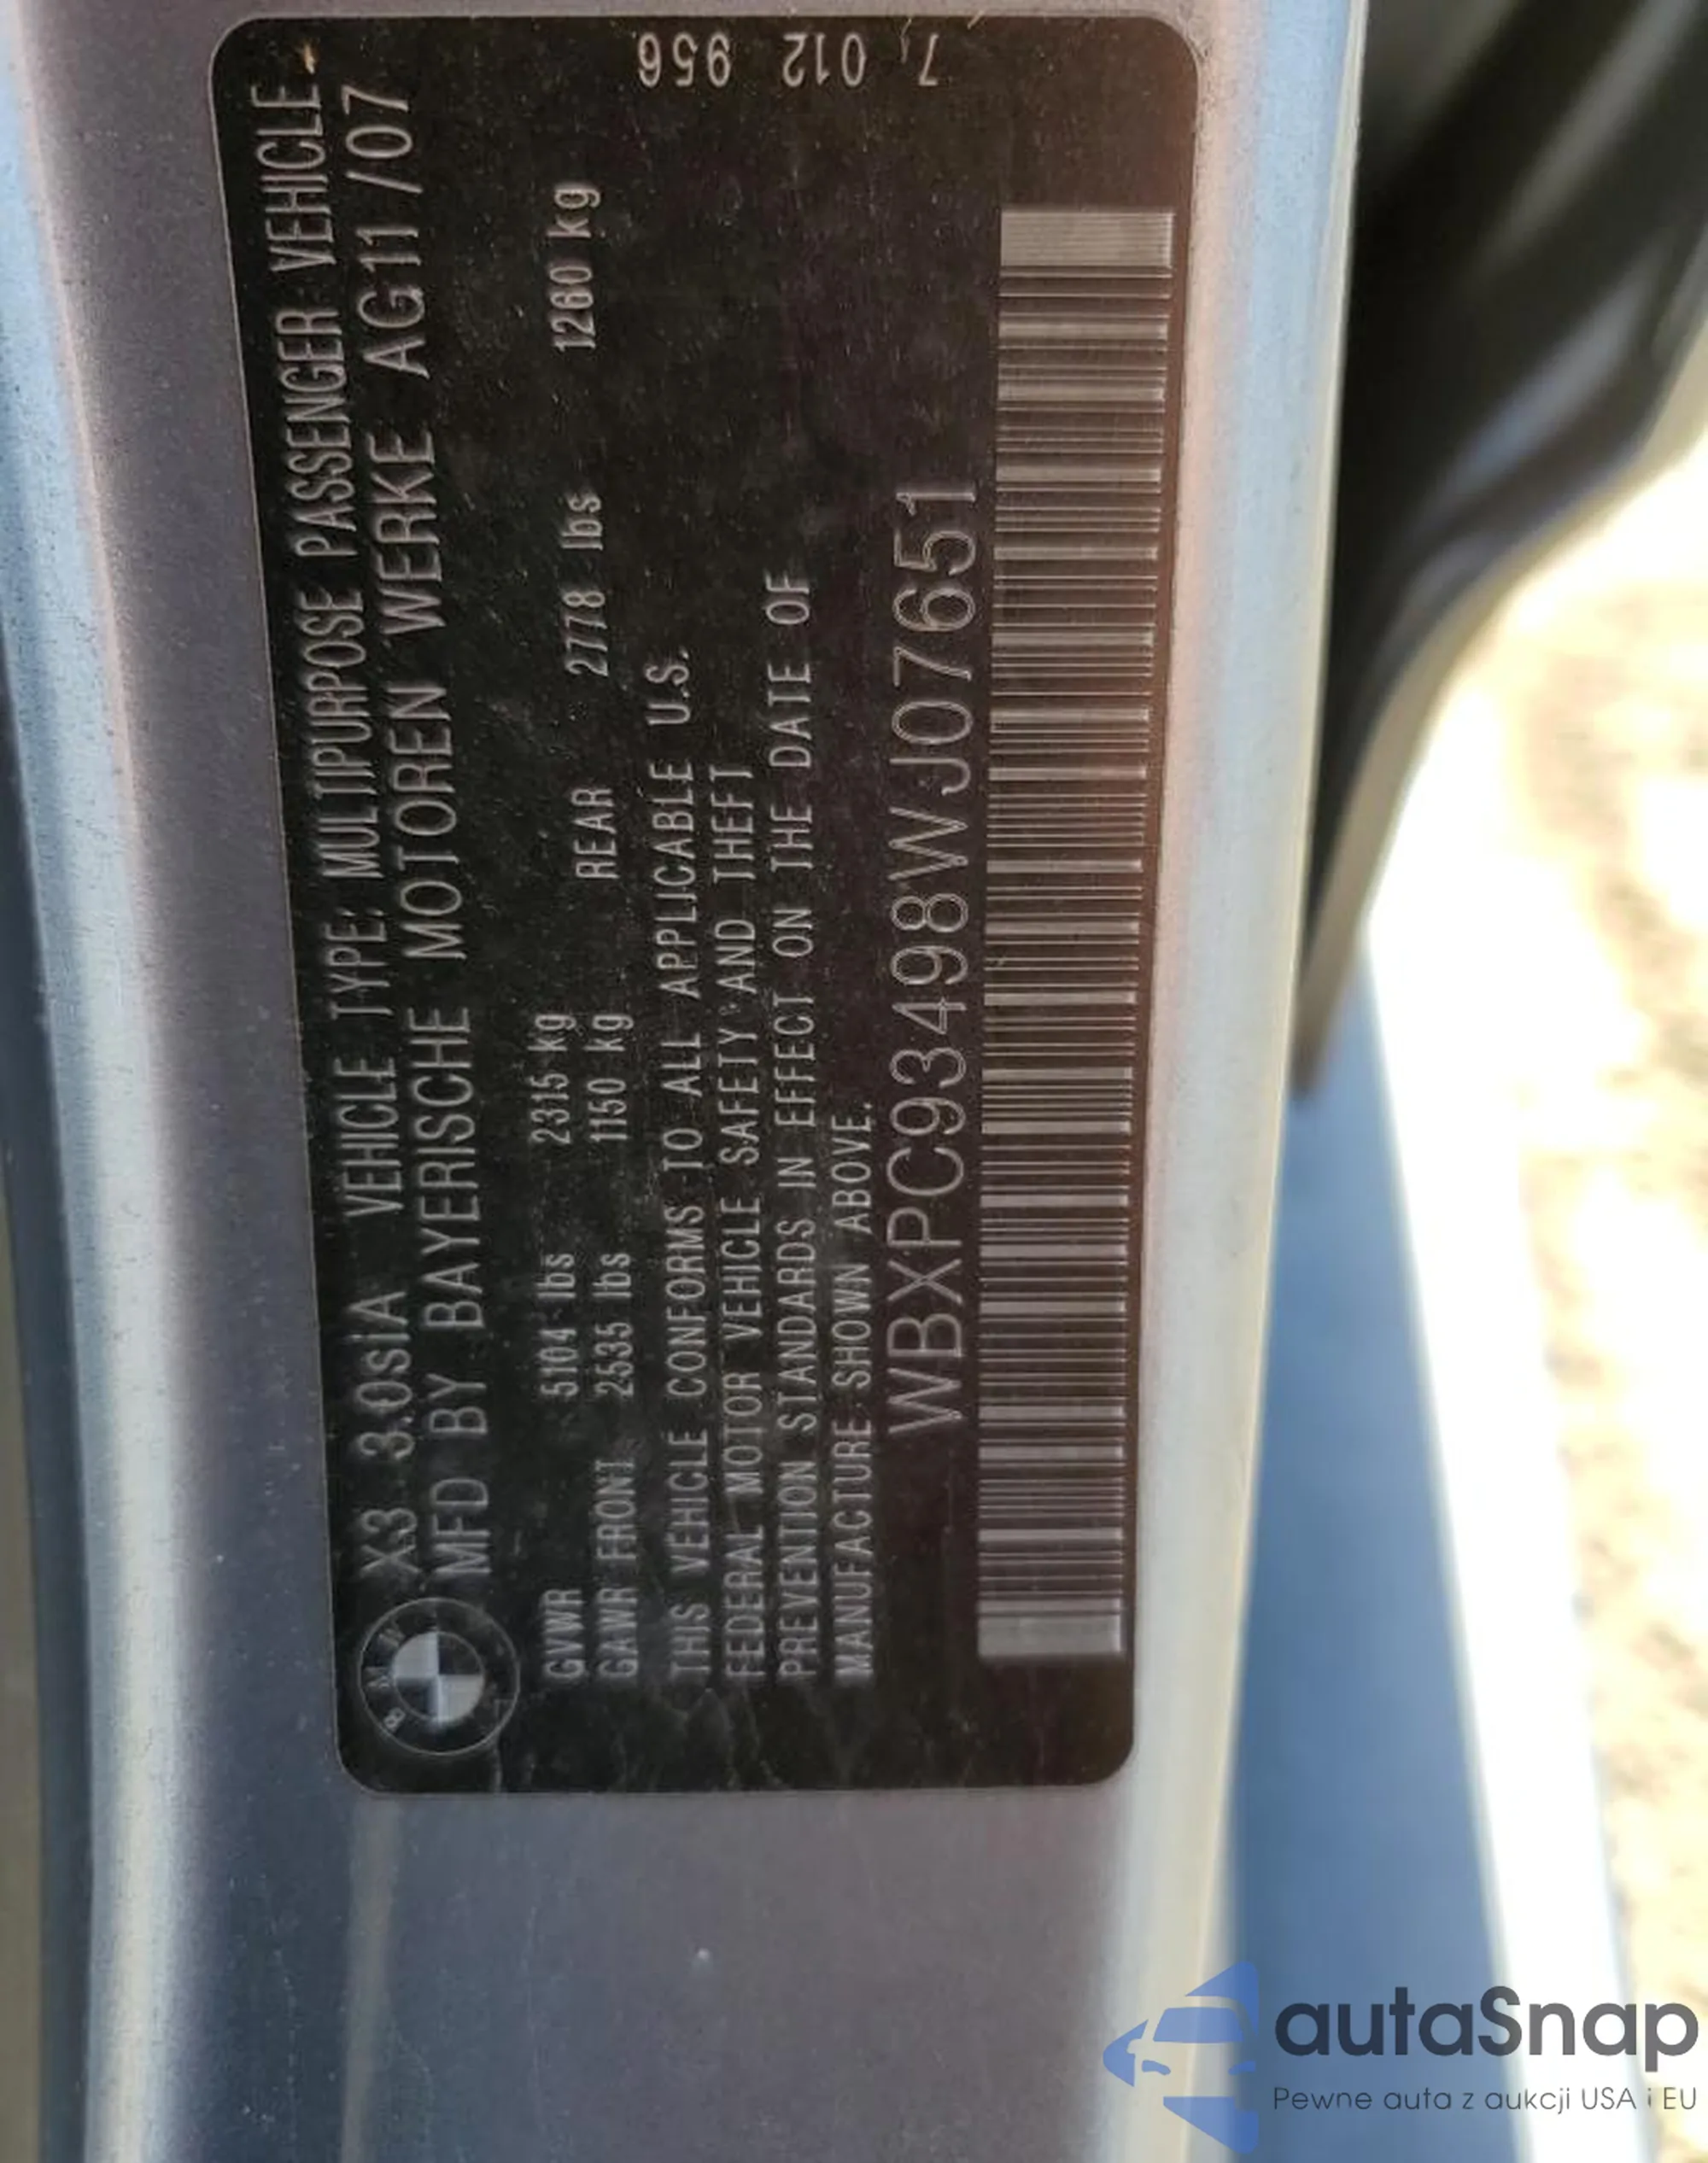 X3 3.0SiA VEHICLE TYPE: MULTIPURPOSE PASSENGER VEHICLE
MFD BY BAYERISCHE MOTOREN WERKE AG11/07
GVWR 5104 lbs 2315 kg
GAWR FRONT 2535 lbs 1150 kg REAR 2778 lbs 1260 kg
THIS VEHICLE CONFORMS TO ALL APPLICABLE U.S.
FEDERAL MOTOR VEHICLE SAFETY AND THEFT
PREVENTION STANDARDS IN EFFECT ON THE DATE OF
MANUFACTURE SHOWN ABOVE.
WBXPC93498WJ07651
7 012 956
BMW
autaSnap
Pewne auta z aukcji USA i EU